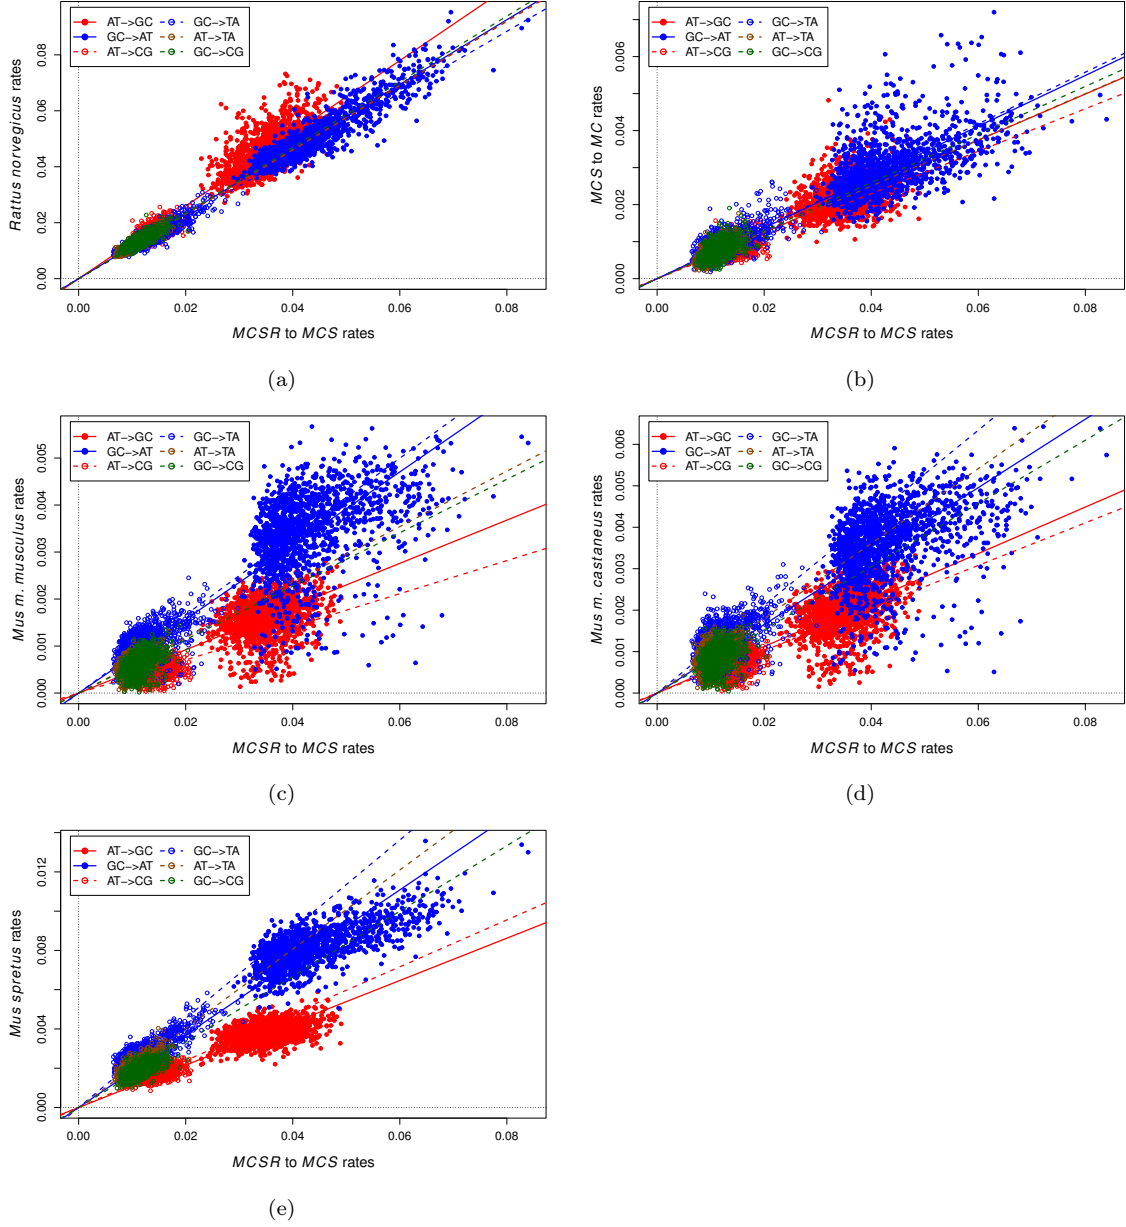 AT−>GC GC−>TA
GC−>AT AT−>TA
AT−>CG GC−>CG
0.00 0.02 0.04 0.06 0.08
Rattus norvegicus rates
0.00 0.02 0.04 0.06 0.08
MCSR to MCS rates
(a)
AT−>GC GC−>TA
GC−>AT AT−>TA
AT−>CG GC−>CG
0.000 0.002 0.004 0.006
MCS to MC rates
0.00 0.02 0.04 0.06 0.08
MCSR to MCS rates
(b)
AT−>GC GC−>TA
GC−>AT AT−>TA
AT−>CG GC−>CG
0.000 0.001 0.002 0.003 0.005
Mus m. musculus rates
0.00 0.02 0.04 0.06 0.08
MCSR to MCS rates
(c)
AT−>GC GC−>TA
GC−>AT AT−>TA
AT−>CG GC−>CG
0.000 0.001 0.002 0.003 0.004 0.005 0.006
Mus m. castaneus rates
0.00 0.02 0.04 0.06 0.08
MCSR to MCS rates
(d)
AT−>GC GC−>TA
GC−>AT AT−>TA
AT−>CG GC−>CG
0.000 0.004 0.008 0.012
Mus spretus rates
0.00 0.02 0.04 0.06 0.08
MCSR to MCS rates
(e)